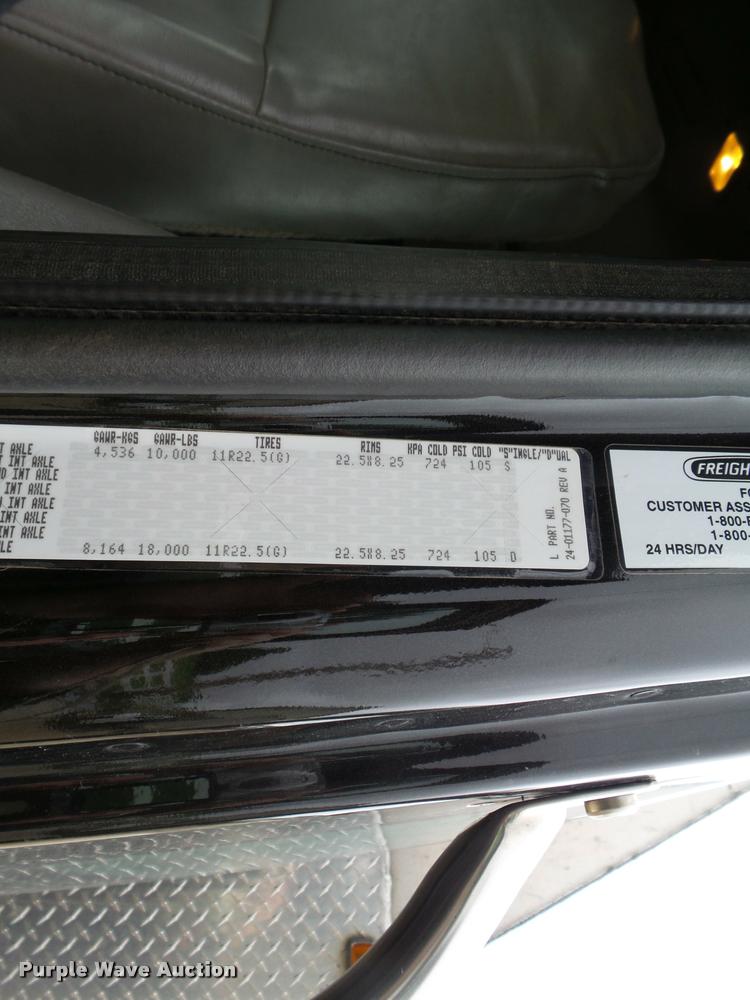 GAWR-KGS GAWR-LBS TIRES RIMS KPA COLD PSI COLD "S"INGLE/"D"UAL
T AXLE 4,536 10,000 11R22.5(G) 22.5X8.25 724 105 S
INT AXLE
D INT AXLE
INT AXLE
INT AXLE
INT AXLE
INT AXLE
LE 8,164 18,000 11R22.5(G) 22.5X8.25 724 105 D
L PART NO.
24-01177-070 REV A
FREIGH
FO
CUSTOMER ASS
1-800-
1-800-
24 HRS/DAY
Purple Wave Auction